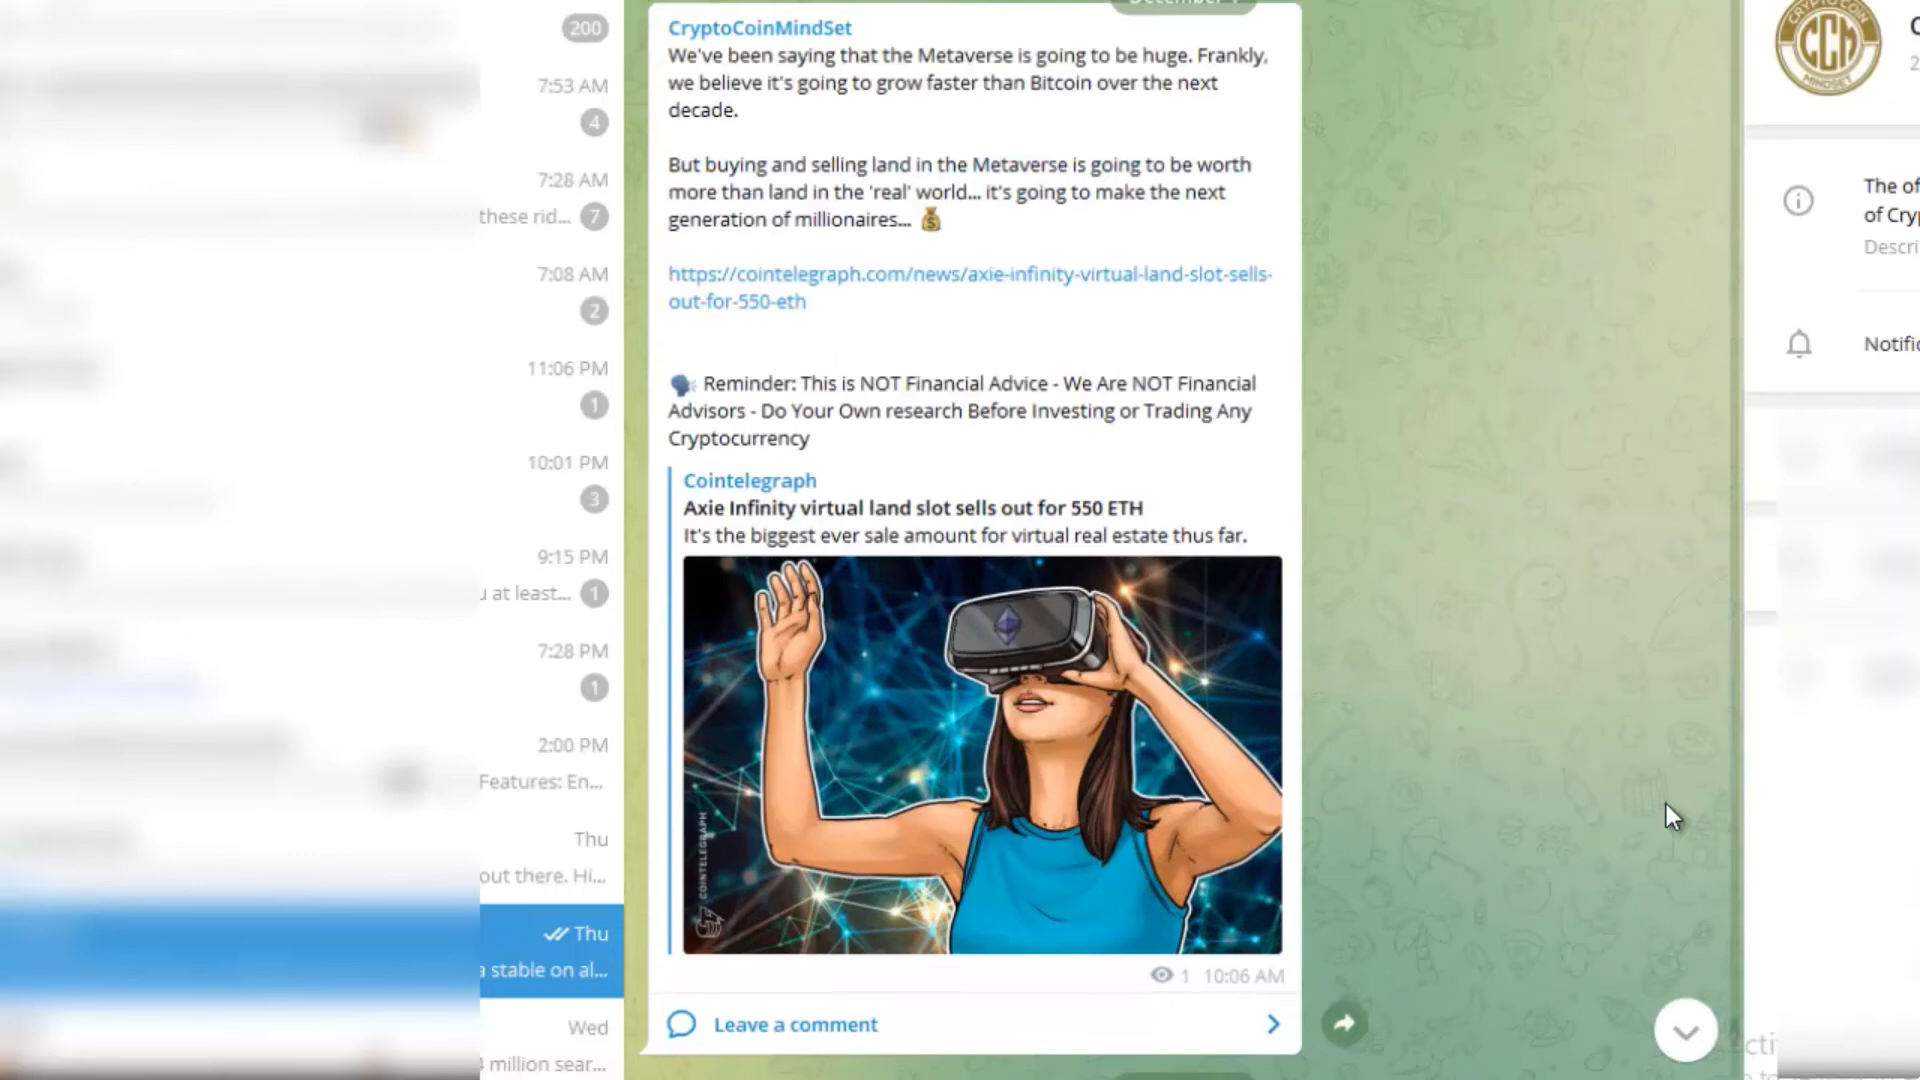 200
7:53 AM
4
7:28 AM
these rid... 7
7:08 AM
2
11:06 PM
1
10:01 PM
3
9:15 PM
u at least... 1
7:28 PM
1
2:00 PM
Features: En...
Thu
out there. Hi...
Thu
a stable on al...
Wed
million sear...
CryptoCoinMindSet
We've been saying that the Metaverse is going to be huge. Frankly,
we believe it's going to grow faster than Bitcoin over the next
decade.
But buying and selling land in the Metaverse is going to be worth
more than land in the 'real' world... it's going to make the next
generation of millionaires...
https://cointelegraph.com/news/axie-infinity-virtual-land-slot-sells-
out-for-550-eth
Reminder: This is NOT Financial Advice - We Are NOT Financial
Advisors - Do Your Own research Before Investing or Trading Any
Cryptocurrency
Cointelegraph
Axie Infinity virtual land slot sells out for 550 ETH
It's the biggest ever sale amount for virtual real estate thus far.
COINTELEGRAPH
1 10:06 AM
Leave a comment
CRYPTO COIN
CCM
MINDSET
C
2
The of
of Cryp
Descri
Notific
cti